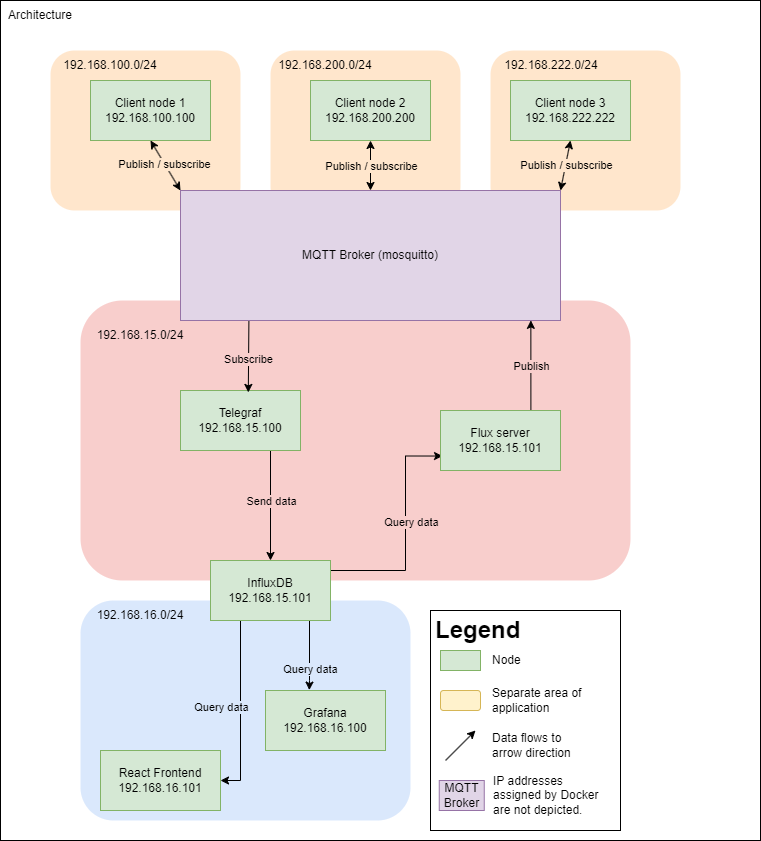 Architecture
192.168.100.0/24
192.168.200.0/24
192.168.222.0/24
Client node 1
192.168.100.100
Client node 2
192.168.200.200
Client node 3
192.168.222.222
Publish / subscribe
Publish / subscribe
Publish / subscribe
MQTT Broker (mosquitto)
192.168.15.0/24
Subscribe
Publish
Telegraf
192.168.15.100
Flux server
192.168.15.101
Send data
Query data
InfluxDB
192.168.15.101
192.168.16.0/24
Query data
Query data
Grafana
192.168.16.100
React Frontend
192.168.16.101
Legend
Node
Separate area of
application
Data flows to
arrow direction
MQTT
Broker
IP addresses
assigned by Docker
are not depicted.